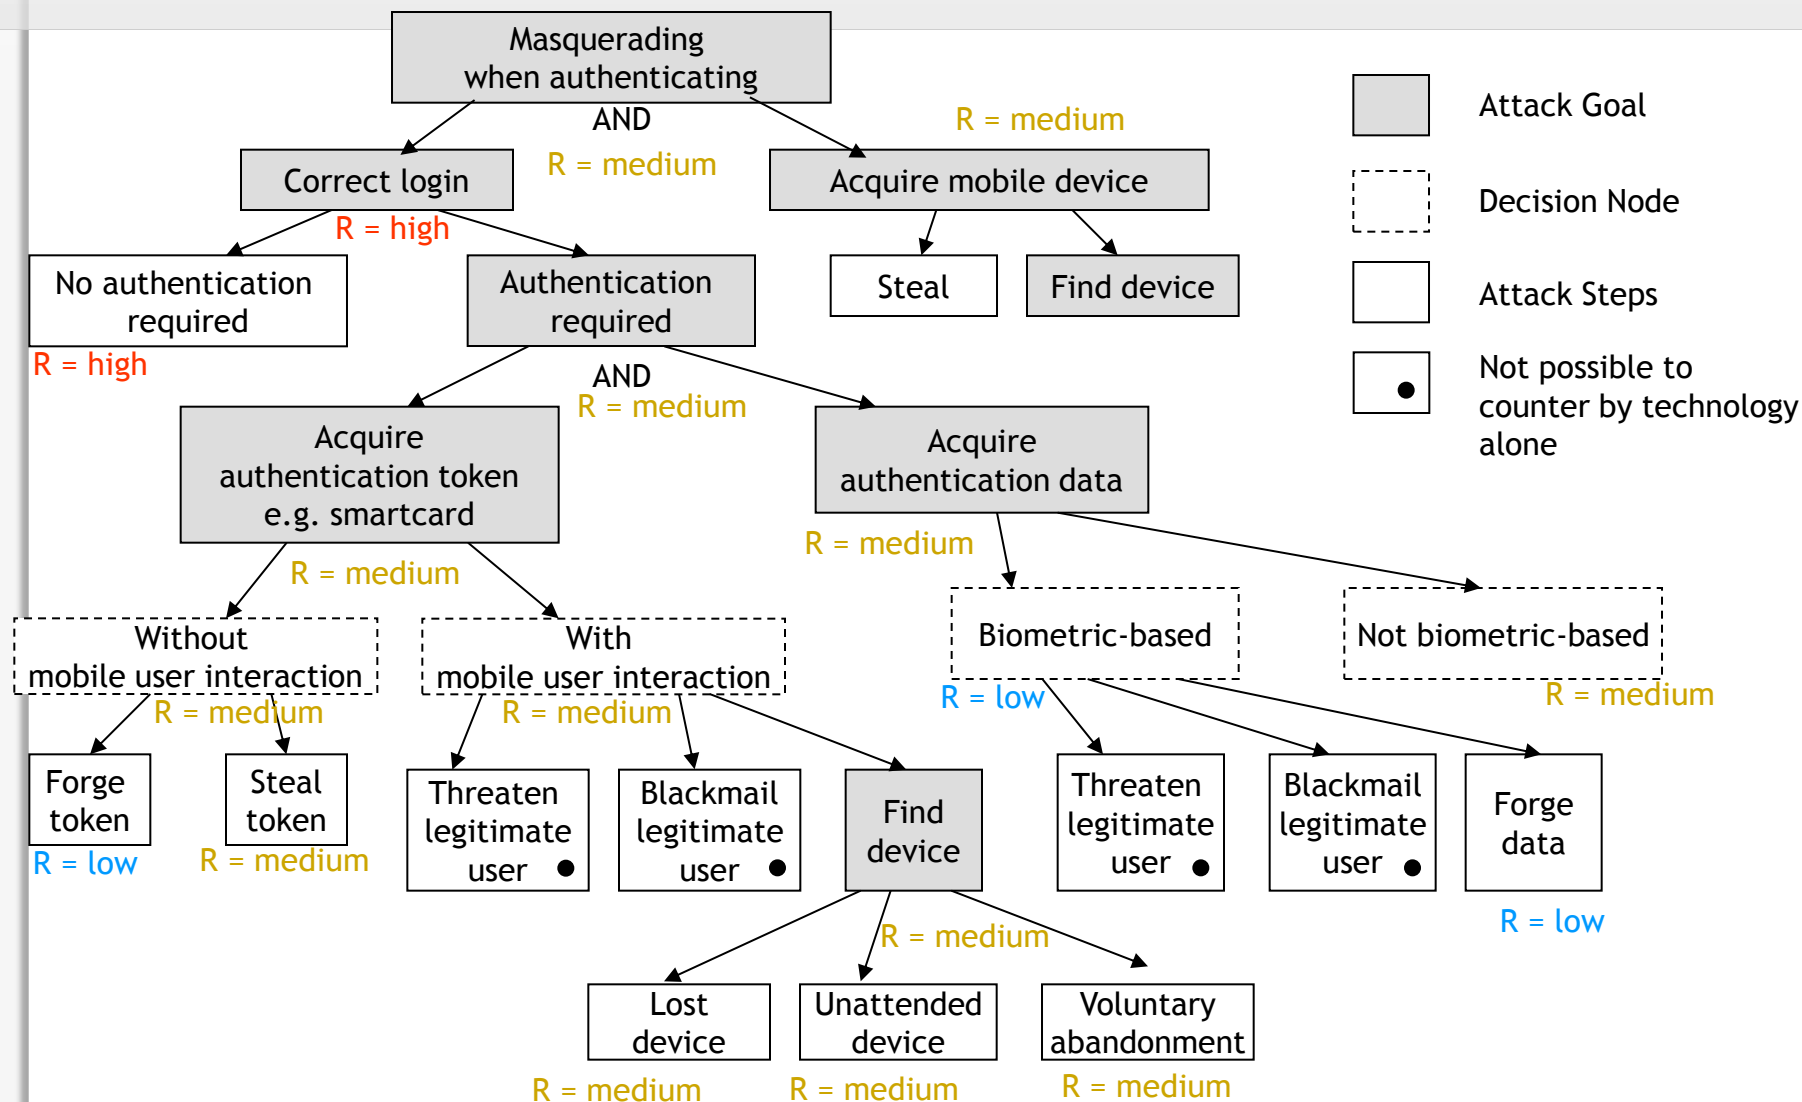 Masquerading
when authenticating
AND
R = medium
R = medium
Correct login
R = high
Acquire mobile device
No authentication
required
R = high
Authentication
required
Steal
Find device
AND
R = medium
Acquire
authentication token
e.g. smartcard
R = medium
Acquire
authentication data
R = medium
Without
mobile user interaction
R = medium
With
mobile user interaction
R = medium
Biometric-based
R = low
Not biometric-based
R = medium
Forge
token
R = low
Steal
token
R = medium
Threaten
legitimate
user
Blackmail
legitimate
user
Find
device
R = medium
Threaten
legitimate
user
Blackmail
legitimate
user
Forge
data
R = low
Lost
device
R = medium
Unattended
device
R = medium
Voluntary
abandonment
R = medium
Attack Goal
Decision Node
Attack Steps
Not possible to
counter by technology
alone